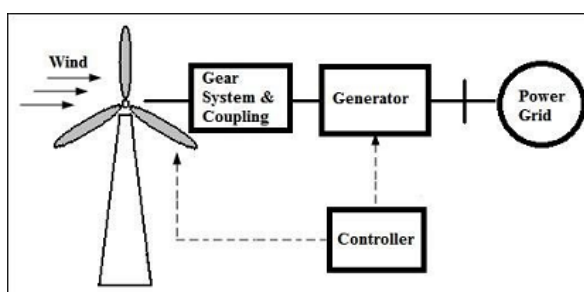 Wind
Gear
System &
Coupling
Generator
Power
Grid
Controller